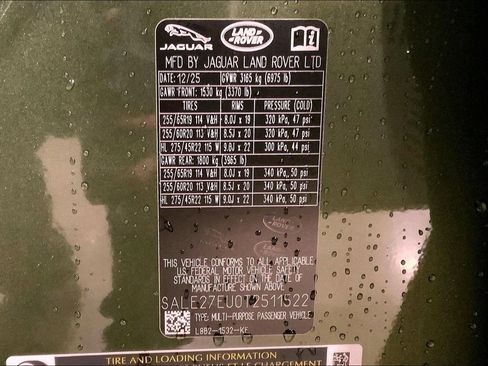 JAGUAR
LAND ROVER
MFD BY JAGUAR LAND ROVER LTD
DATE: 12/25 GVWR 3165 kg (6975 lb)
GAWR FRONT: 1530 kg (3370 lb)
TIRES RIMS PRESSURE (COLD)
255/65R19 114 V&H 8.0J x 19 320 kPa, 47 psi
255/60R20 113 V&H 8.5J x 20 320 kPa, 47 psi
HL 275/45R22 115 W 9.0J x 22 300 kPa, 44 psi
GAWR REAR: 1800 kg (3965 lb)
255/65R19 114 V&H 8.0J x 19 340 kPa, 50 psi
255/60R20 113 V&H 8.5J x 20 340 kPa, 50 psi
HL 275/45R22 115 W 9.0J x 22 340 kPa, 50 psi
THIS VEHICLE CONFORMS TO ALL APPLICABLE
U.S. FEDERAL MOTOR VEHICLE
IN EFFECT ON THE DATE OF
MANUFACTURE SHOWN ABOVE.
SALE27EU0T2511522
TYPE: MULTI-PURPOSE PASSENGER VEHICLE
L8B2-1532-KE
TIRE AND LOADING INFORMATION